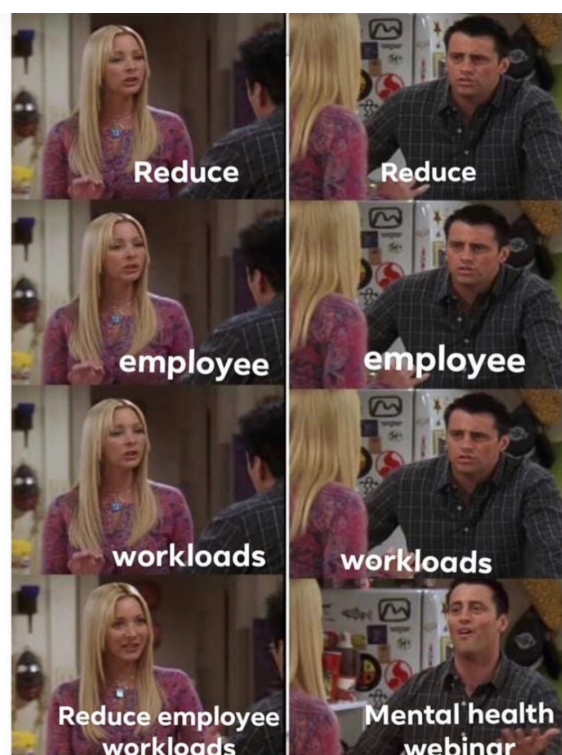 Reduce
Reduce
employee
employee
workloads
workloads
Reduce employee
workloads
Mental health
webinar